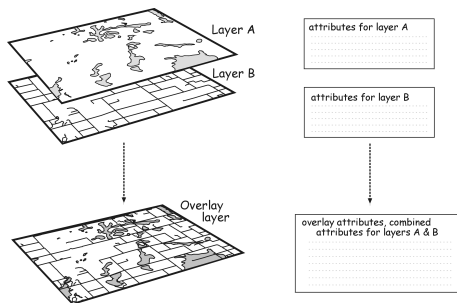 Layer A
attributes for layer A
Layer B
attributes for layer B
Overlay
layer
overlay attributes, combined
attributes for layers A & B